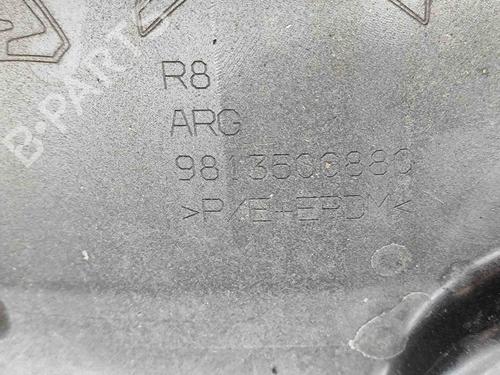 R8
ARG
9813500880
>P/E-EPDM<
B-PARTS